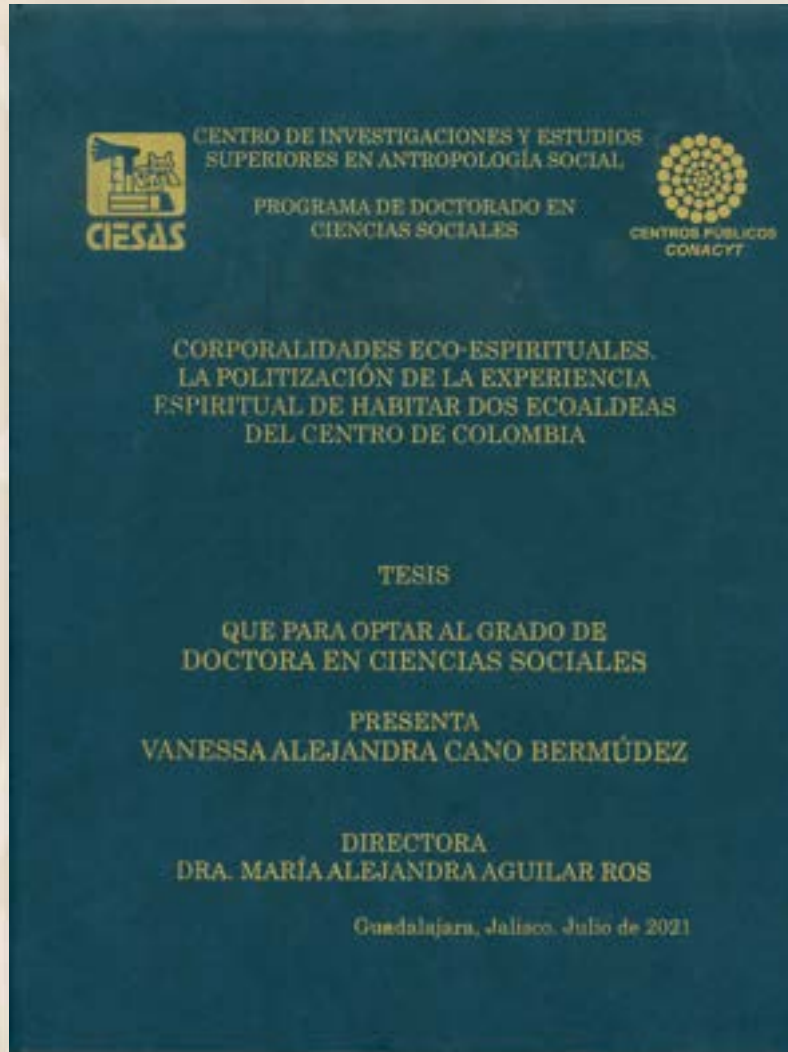 CENTRO DE INVESTIGACIONES Y ESTUDIOS
SUPERIORES EN ANTROPOLOGÍA SOCIAL
PROGRAMA DE DOCTORADO EN
CIENCIAS SOCIALES
CIESAS
CENTROS PÚBLICOS
CONACYT
CORPORALIDADES ECO-ESPIRITUALES.
LA POLITIZACIÓN DE LA EXPERIENCIA
ESPIRITUAL DE HABITAR DOS ECOALDEAS
DEL CENTRO DE COLOMBIA
TESIS
QUE PARA OPTAR AL GRADO DE
DOCTORA EN CIENCIAS SOCIALES
PRESENTA
VANESSA ALEJANDRA CANO BERMÚDEZ
DIRECTORA
DRA. MARÍA ALEJANDRA AGUILAR ROS
Guadalajara, Jalisco. Julio de 2021